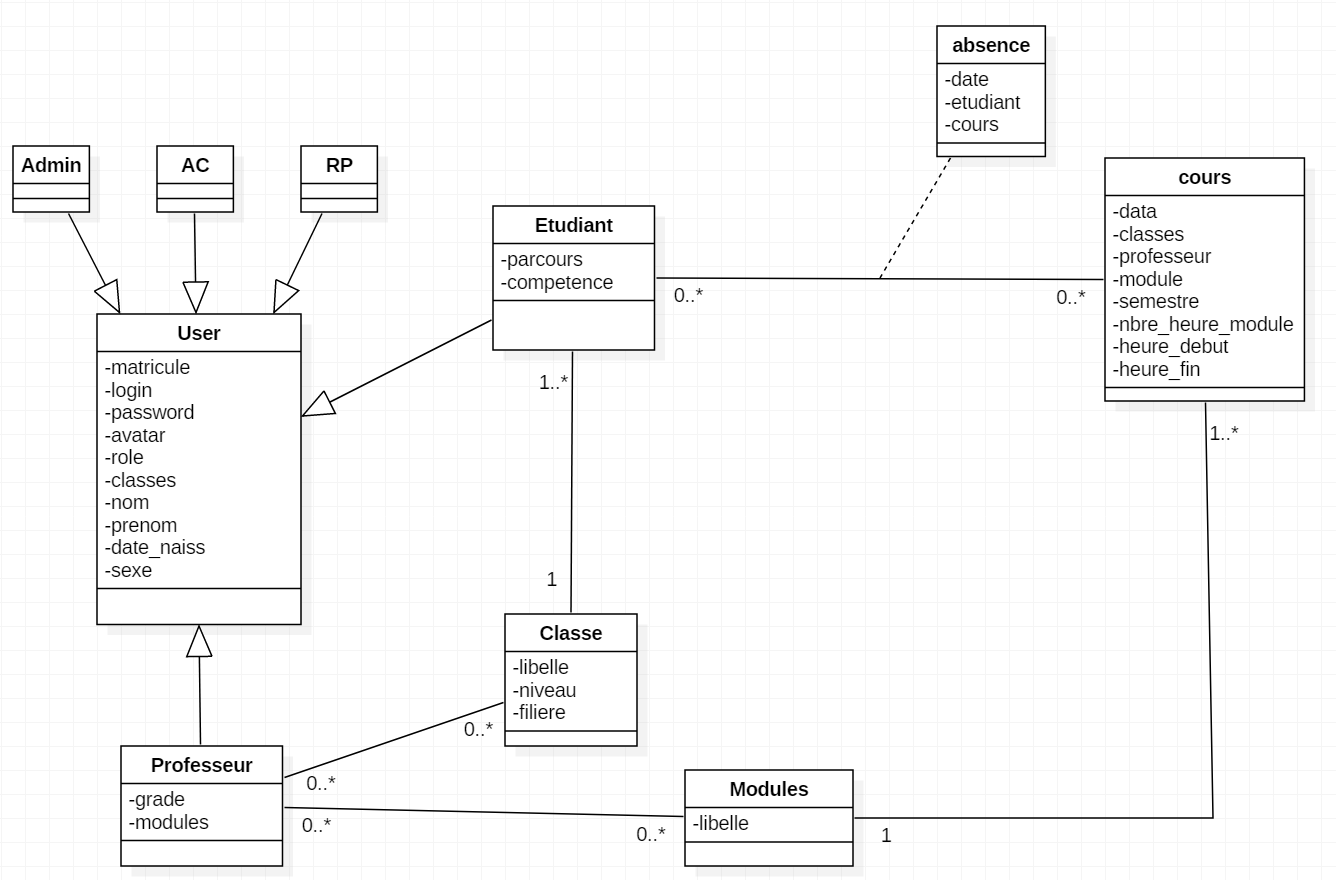 absence
-date
-etudiant
-cours
Admin
AC
RP
cours
-data
-classes
-professeur
-module
-semestre
-nbre_heure_module
-heure_debut
-heure_fin
Etudiant
-parcours
-competence
0..*
0..*
User
-matricule
-login
-password
-avatar
-role
-classes
-nom
-prenom
-date_naiss
-sexe
1..*
1..*
1
Classe
-libelle
-niveau
-filiere
0..*
0..*
Professeur
-grade
-modules
0..*
0..*
Modules
-libelle
1